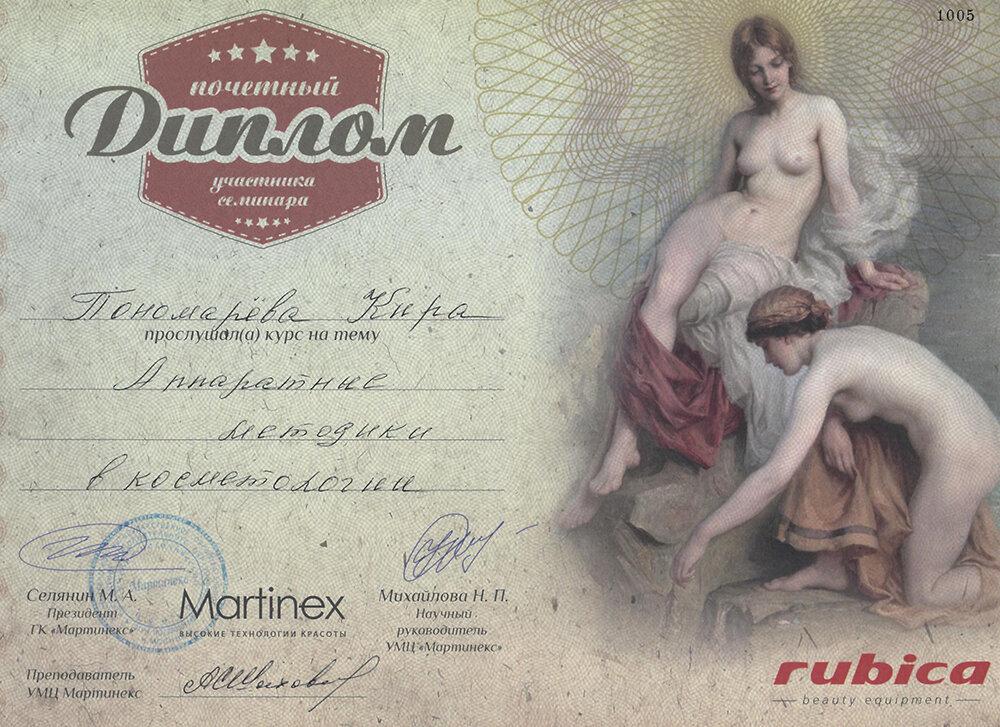 1005
почетный
Диплом
участника
семинара
Пономарёва Кира
прослушал(а) курс на тему
Аппаратные
методики
в косметологии
Селянин М. А.
Президент
ГК «Мартинекс»
Мартинекс
Martinex
ВЫСОКИЕ ТЕХНОЛОГИИ КРАСОТЫ
Михайлова Н. П.
Научный
руководитель
УМЦ «Мартинекс»
Преподаватель
УМЦ Мартинекс
rubica
beauty equipment